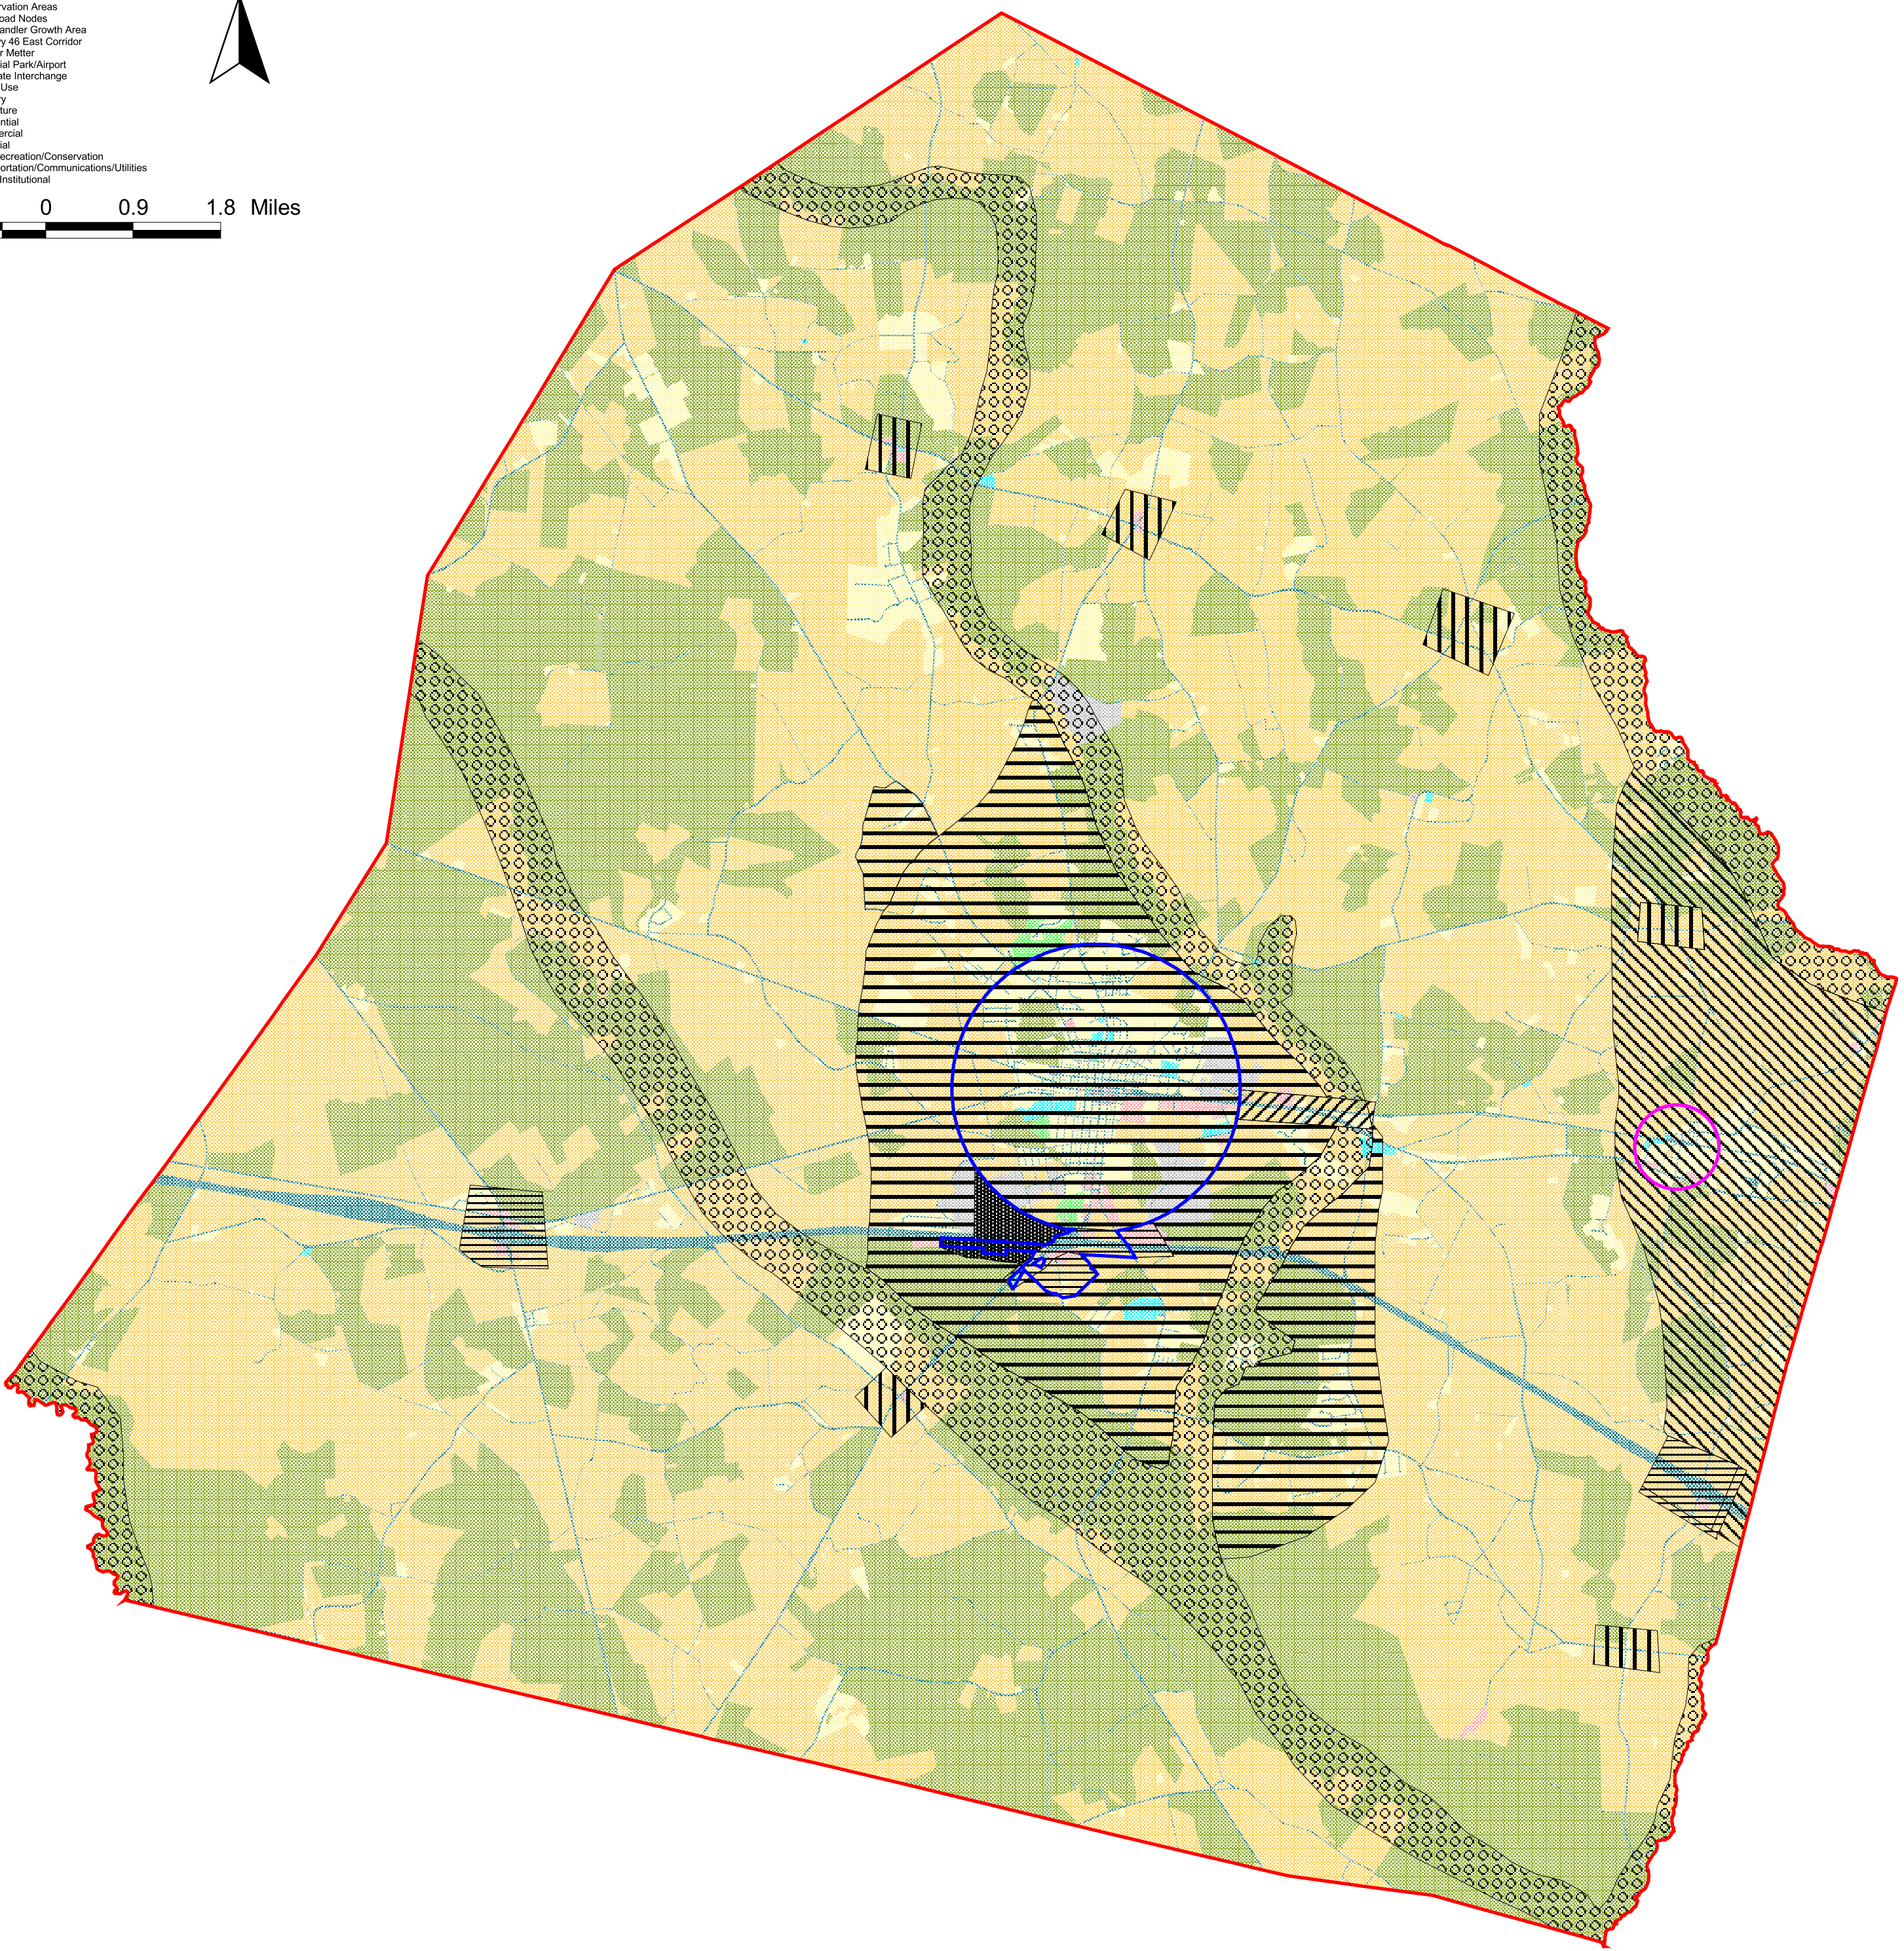 rvation Areas
oad Nodes
andler Growth Area
y 46 East Corridor
r Metter
ial Park/Airport
ate Interchange
Use
ry
ture
ntial
ercial
ial
ecreation/Conservation
ortation/Communications/Utilities
Institutional
0 0.9 1.8 Miles